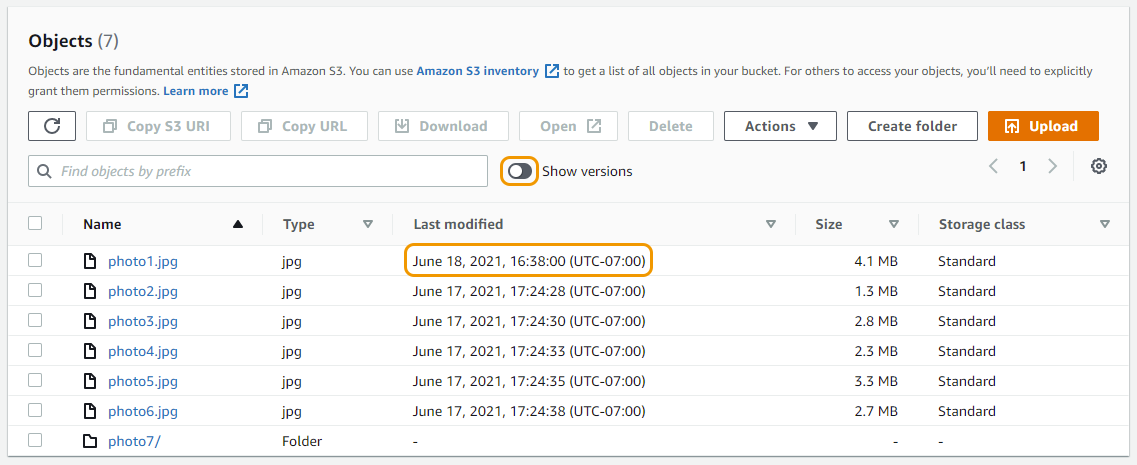 Objects (7)
Objects are the fundamental entities stored in Amazon S3. You can use Amazon S3 inventory to get a list of all objects in your bucket. For others to access your objects, you'll need to explicitly
grant them permissions. Learn more
Copy S3 URI Copy URL Download Open Delete Actions Create folder Upload
Find objects by prefix Show versions 1
Name Type Last modified Size Storage class
photo1.jpg jpg June 18, 2021, 16:38:00 (UTC-07:00) 4.1 MB Standard
photo2.jpg jpg June 17, 2021, 17:24:28 (UTC-07:00) 1.3 MB Standard
photo3.jpg jpg June 17, 2021, 17:24:30 (UTC-07:00) 2.8 MB Standard
photo4.jpg jpg June 17, 2021, 17:24:33 (UTC-07:00) 2.3 MB Standard
photo5.jpg jpg June 17, 2021, 17:24:35 (UTC-07:00) 3.3 MB Standard
photo6.jpg jpg June 17, 2021, 17:24:38 (UTC-07:00) 2.7 MB Standard
photo7/ Folder - - -